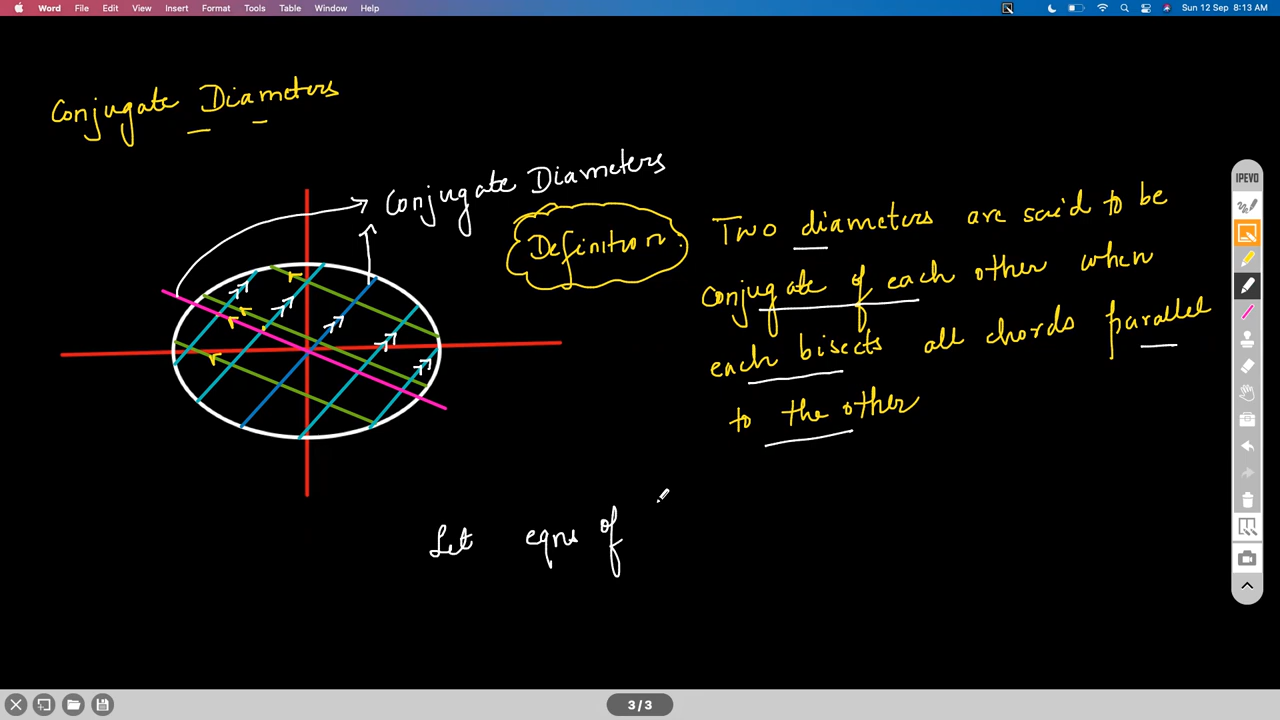 Word File Edit View Insert Format Tools Table Window Help Sun 12 Sep 8:13 AM
Conjugate Diameters
Conjugate Diameters
Definition
Two diameters are said to be
conjugate of each other when
each bisects all chords parallel
to the other
Let eqns of
IPEVO
3/3